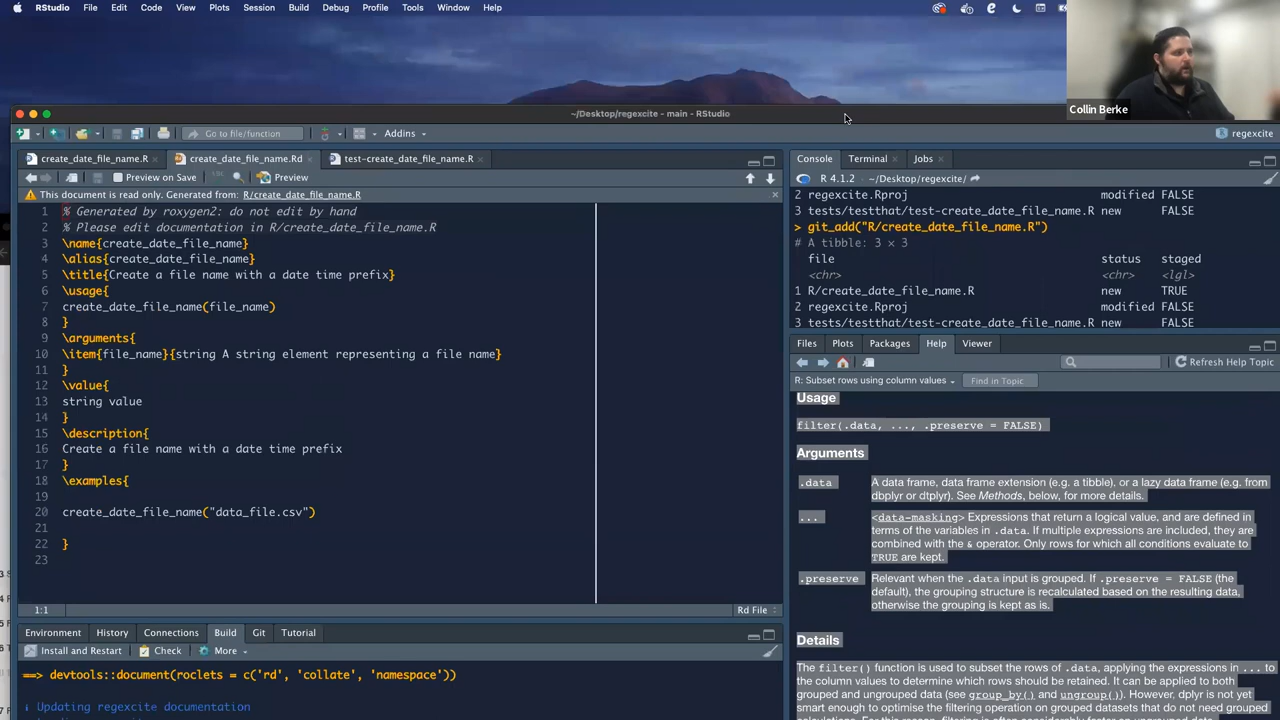 RStudio File Edit Code View Plots Session Build Debug Profile Tools Window Help
Collin Berke
~/Desktop/regexcite - main - RStudio
Go to file/function Addins regexcite
create_date_file_name.R create_date_file_name.Rd test-create_date_file_name.R
Preview on Save Preview
This document is read only. Generated from: R/create_date_file_name.R
1 % Generated by roxygen2: do not edit by hand
2 % Please edit documentation in R/create_date_file_name.R
3 \name{create_date_file_name}
4 \alias{create_date_file_name}
5 \title{Create a file name with a date time prefix}
6 \usage{
7 create_date_file_name(file_name)
8 }
9 \arguments{
10 \item{file_name}{string A string element representing a file name}
11 }
12 \value{
13 string value
14 }
15 \description{
16 Create a file name with a date time prefix
17 }
18 \examples{
19
20 create_date_file_name("data_file.csv")
21
22 }
23
1:1 Rd File
Environment History Connections Build Git Tutorial
Install and Restart Check More
==> devtools::document(roclets = c('rd', 'collate', 'namespace'))
Updating regexcite documentation
Console Terminal Jobs
R 4.1.2 · ~/Desktop/regexcite/
2 regexcite.Rproj modified FALSE
3 tests/testthat/test-create_date_file_name.R new FALSE
> git_add("R/create_date_file_name.R")
# A tibble: 3 × 3
file status staged
<chr> <chr> <lgl>
1 R/create_date_file_name.R new TRUE
2 regexcite.Rproj modified FALSE
3 tests/testthat/test-create_date_file_name.R new FALSE
Files Plots Packages Help Viewer
Refresh Help Topic
R: Subset rows using column values Find in Topic
Usage
filter(.data, ..., .preserve = FALSE)
Arguments
.data A data frame, data frame extension (e.g. a tibble), or a lazy data frame (e.g. from
dbplyr or dtplyr). See Methods, below, for more details.
... <data-masking> Expressions that return a logical value, and are defined in
terms of the variables in .data. If multiple expressions are included, they are
combined with the & operator. Only rows for which all conditions evaluate to
TRUE are kept.
.preserve Relevant when the .data input is grouped. If .preserve = FALSE (the
default), the grouping structure is recalculated based on the resulting data,
otherwise the grouping is kept as is.
Details
The filter() function is used to subset the rows of .data, applying the expressions in ... to
the column values to determine which rows should be retained. It can be applied to both
grouped and ungrouped data (see group_by() and ungroup()). However, dplyr is not yet
smart enough to optimise the filtering operation on grouped datasets that do not need grouped